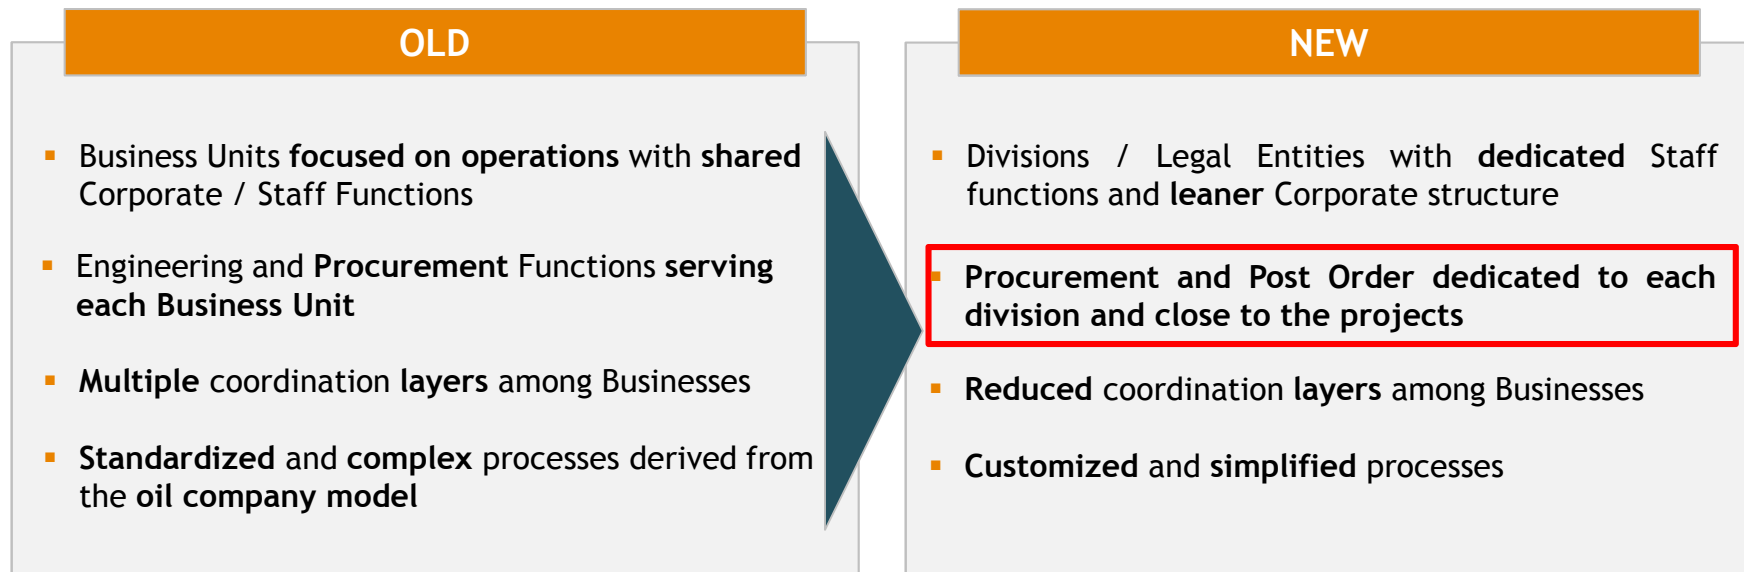 OLD
Business Units focused on operations with shared
Corporate / Staff Functions
Engineering and Procurement Functions serving
each Business Unit
Multiple coordination layers among Businesses
Standardized and complex processes derived from
the oil company model
NEW
Divisions / Legal Entities with dedicated Staff
functions and leaner Corporate structure
Procurement and Post Order dedicated to each
division and close to the projects
Reduced coordination layers among Businesses
Customized and simplified processes